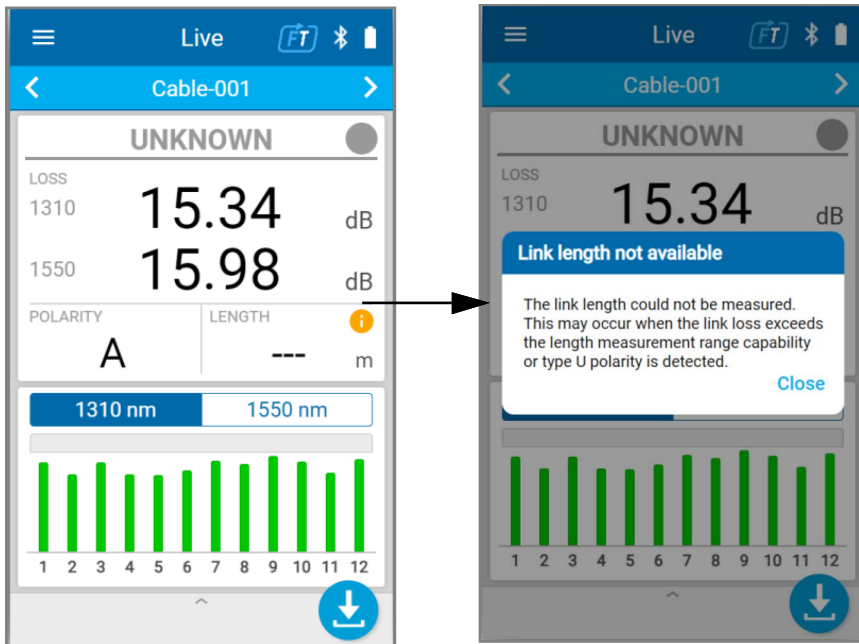 Live FT
Cable-001
UNKNOWN
LOSS
1310 15.34 dB
1550 15.98 dB
POLARITY LENGTH i
A --- m
1310 nm 1550 nm
1 2 3 4 5 6 7 8 9 10 11 12
Live FT
Cable-001
UNKNOWN
LOSS
1310 15.34 dB
Link length not available
The link length could not be measured.
This may occur when the link loss exceeds
the length measurement range capability
or type U polarity is detected.
Close
1 2 3 4 5 6 7 8 9 10 11 12